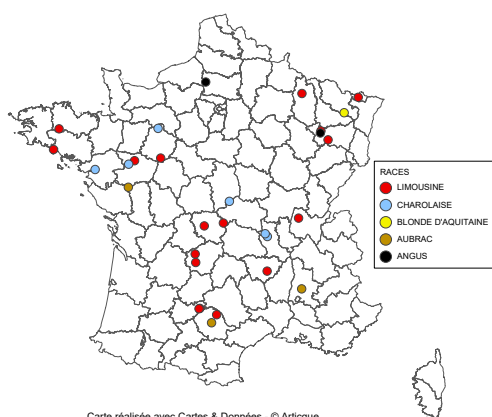 RACES
LIMOUSINE
CHAROLAISE
BLONDE D'AQUITAINE
AUBRAC
ANGUS
Carte réalisée avec Cartes & Données - © Articque